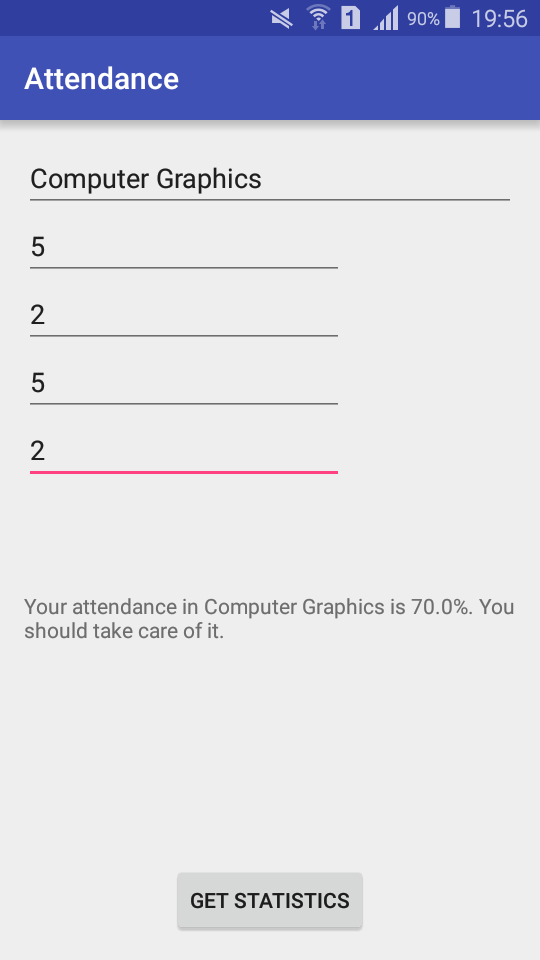 1 90% 19:56
Attendance
Computer Graphics
5
2
5
2
Your attendance in Computer Graphics is 70.0%. You
should take care of it.
GET STATISTICS